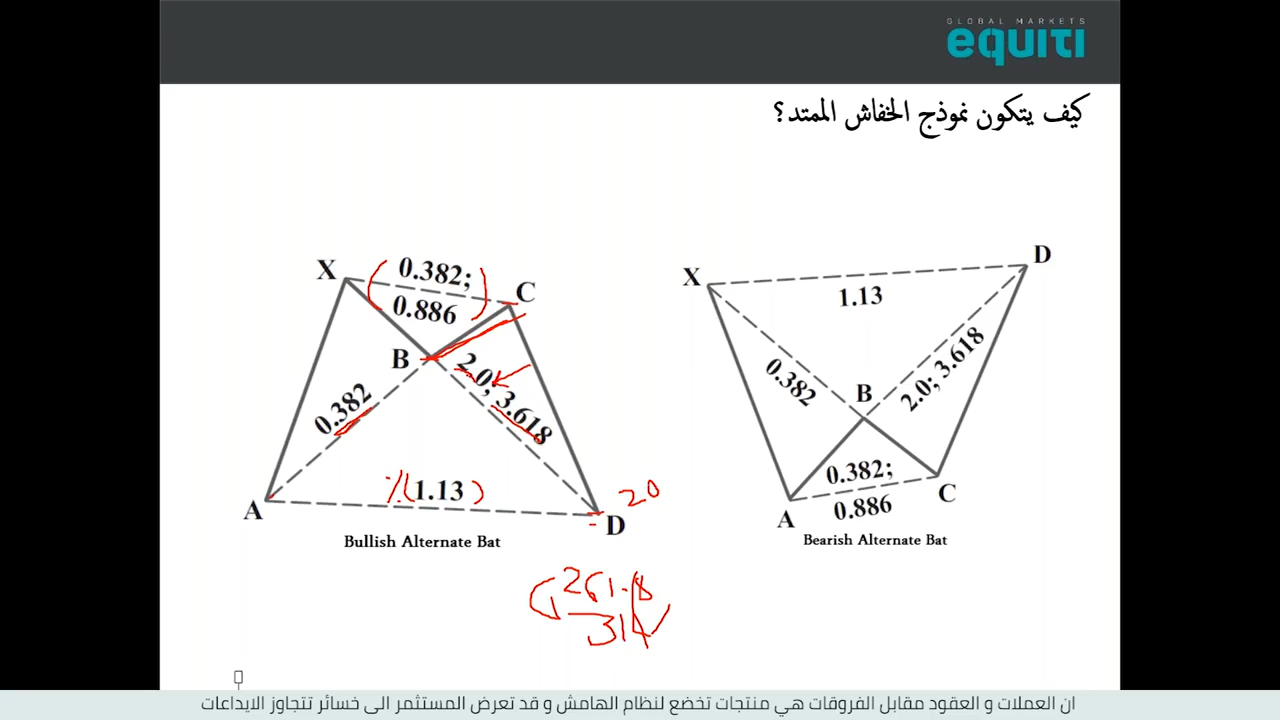 GLOBAL MARKETS
equiti
كيف يتكون نموذج الخفاش الممتد؟
X
0.382;
0.886
C
B
0.382
2.0; 3.618
٪(1.13)
A
D
20
Bullish Alternate Bat
261.8
314
X
D
1.13
0.382
B
2.0; 3.618
0.382;
0.886
A
C
Bearish Alternate Bat
ان العملات و العقود مقابل الفروقات هي منتجات تخضع لنظام الهامش و قد تعرض المستثمر الى خسائر تتجاوز الايداعات